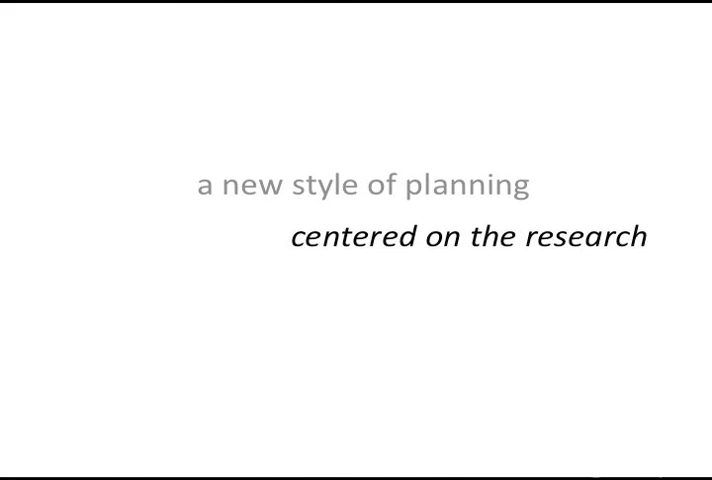 a new style of planning
centered on the research